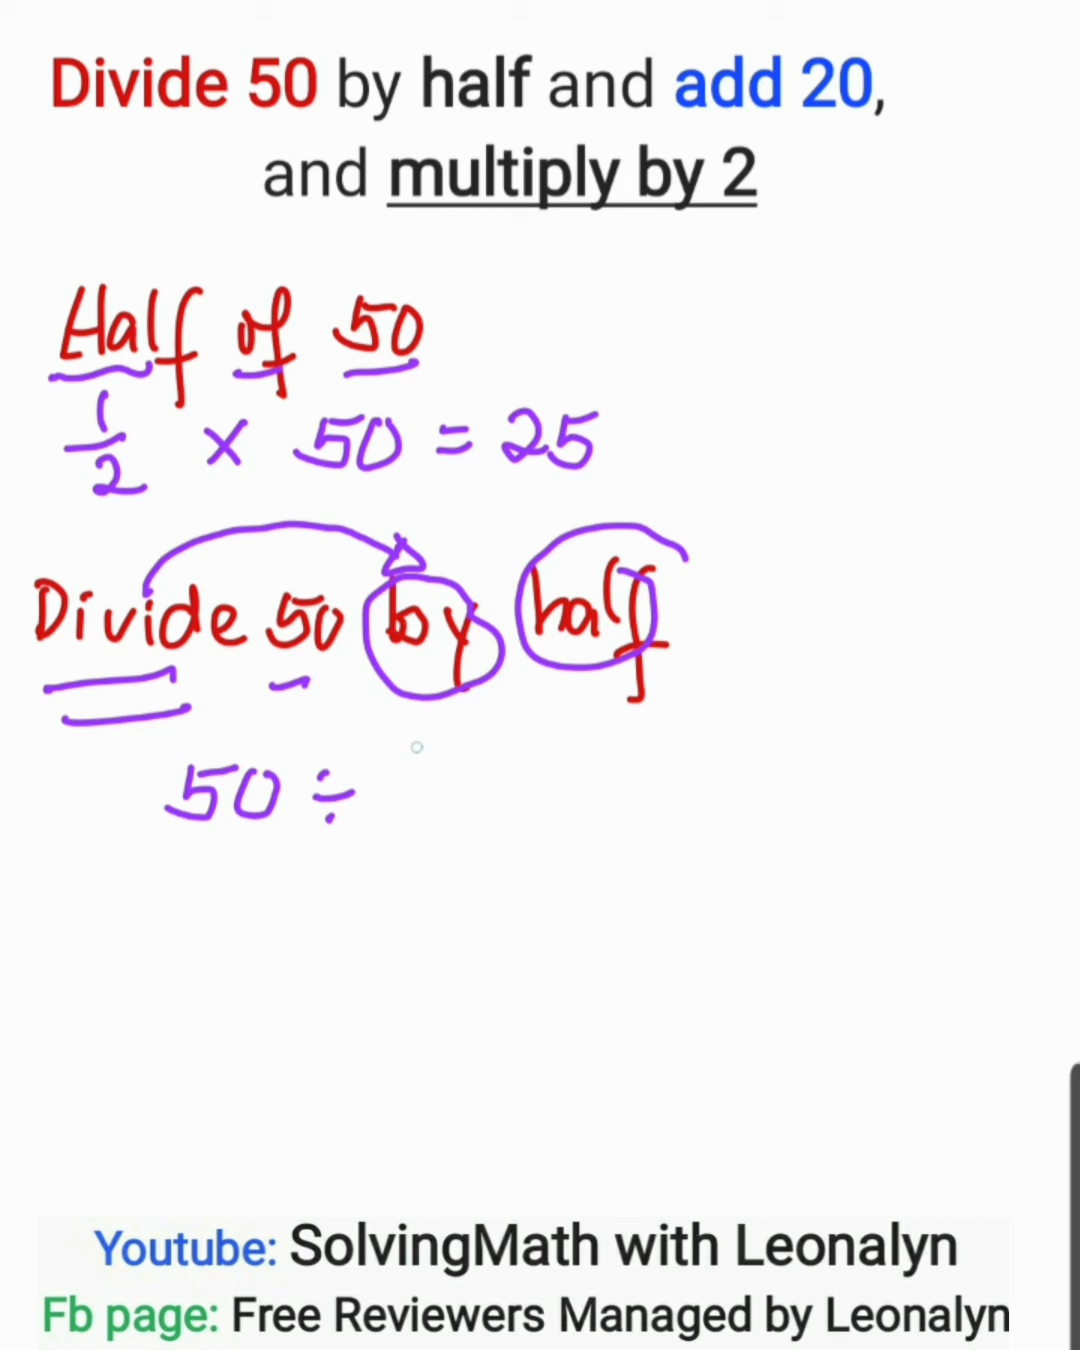 Divide 50 by half and add 20,
and multiply by 2
Half of 50
1/2 × 50 = 25
Divide 50 by half
50 ÷
Youtube: SolvingMath with Leonalyn
Fb page: Free Reviewers Managed by Leonalyn